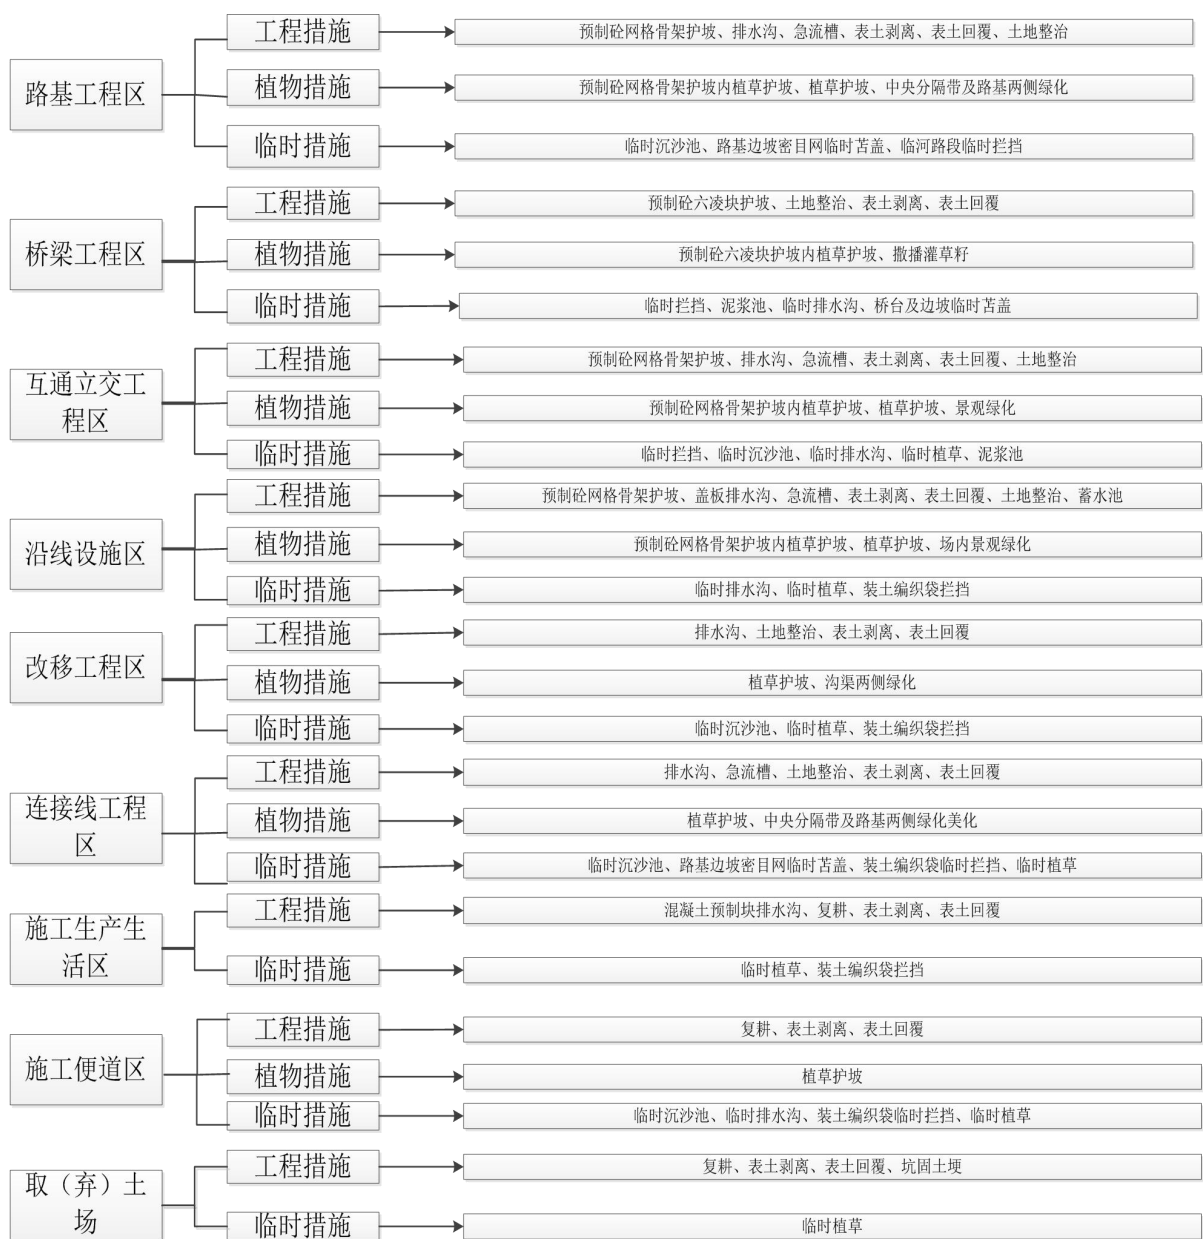 路基工程区
工程措施
预制砼网格骨架护坡、排水沟、急流槽、表土剥离、表土回覆、土地整治
植物措施
预制砼网格骨架护坡内植草护坡、植草护坡、中央分隔带及路基两侧绿化
临时措施
临时沉沙池、路基边坡密目网临时苫盖、临河路段临时拦挡
桥梁工程区
工程措施
预制砼六凌块护坡、土地整治、表土剥离、表土回覆
植物措施
预制砼六凌块护坡内植草护坡、撒播灌草籽
临时措施
临时拦挡、泥浆池、临时排水沟、桥台及边坡临时苫盖
互通立交工
程区
工程措施
预制砼网格骨架护坡、排水沟、急流槽、表土剥离、表土回覆、土地整治
植物措施
预制砼网格骨架护坡内植草护坡、植草护坡、景观绿化
临时措施
临时拦挡、临时沉沙池、临时排水沟、临时植草、泥浆池
沿线设施区
工程措施
预制砼网格骨架护坡、盖板排水沟、急流槽、表土剥离、表土回覆、土地整治、蓄水池
植物措施
预制砼网格骨架护坡内植草护坡、植草护坡、场内景观绿化
临时措施
临时排水沟、临时植草、装土编织袋拦挡
改移工程区
工程措施
排水沟、土地整治、表土剥离、表土回覆
植物措施
植草护坡、沟渠两侧绿化
临时措施
临时沉沙池、临时植草、装土编织袋拦挡
连接线工程
区
工程措施
排水沟、急流槽、土地整治、表土剥离、表土回覆
植物措施
植草护坡、中央分隔带及路基两侧绿化美化
临时措施
临时沉沙池、路基边坡密目网临时苫盖、装土编织袋临时拦挡、临时植草
施工生产生
活区
工程措施
混凝土预制块排水沟、复耕、表土剥离、表土回覆
临时措施
临时植草、装土编织袋拦挡
施工便道区
工程措施
复耕、表土剥离、表土回覆
植物措施
植草护坡
临时措施
临时沉沙池、临时排水沟、装土编织袋临时拦挡、临时植草
取（弃）土
场
工程措施
复耕、表土剥离、表土回覆、坑固土埂
临时措施
临时植草